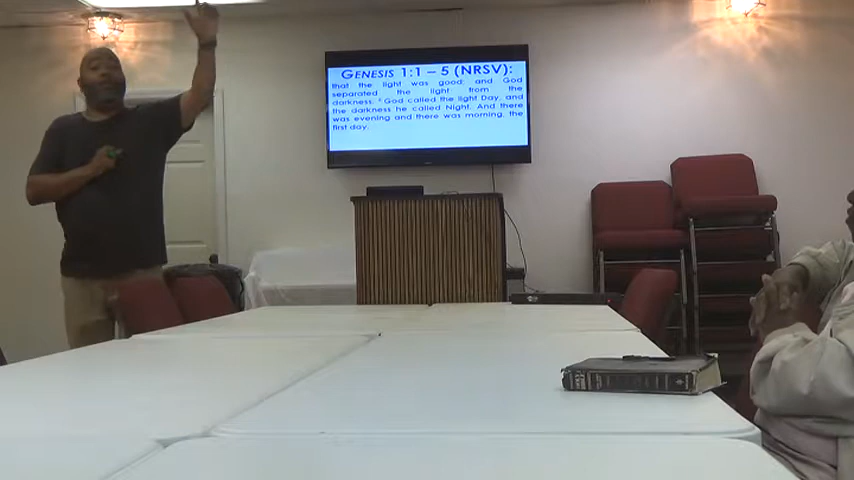 GENESIS 1:1 – 5 (NRSV):
that the light was good; and God
separated the light from the
darkness. ⁵ God called the light Day, and
the darkness he called Night. And there
was evening and there was morning, the
first day.